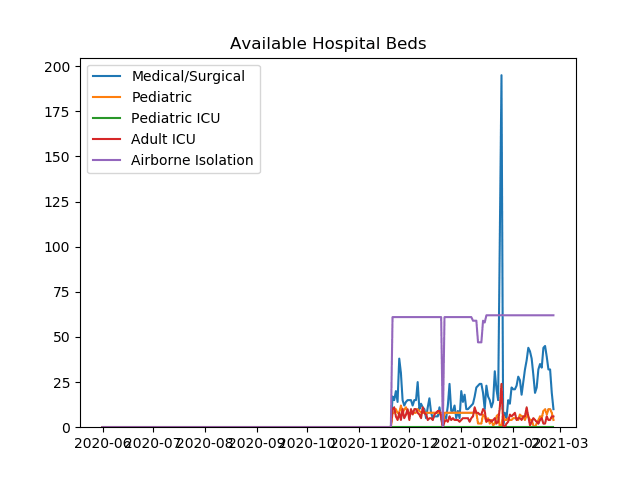 Available Hospital Beds
Medical/Surgical
Pediatric
Pediatric ICU
Adult ICU
Airborne Isolation
200
175
150
125
100
75
50
25
0
2020-06 2020-07 2020-08 2020-09 2020-10 2020-11 2020-12 2021-01 2021-02 2021-03